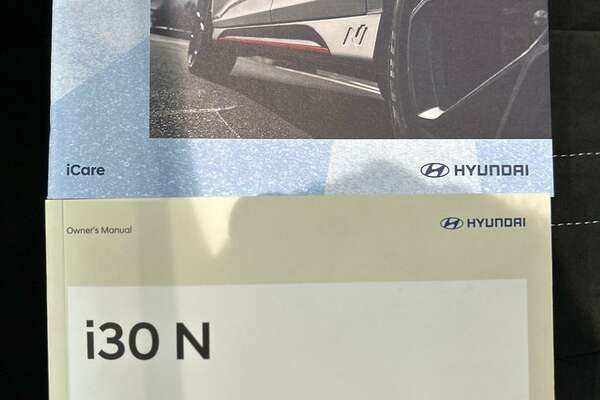 N
iCare
HYUNDAI
Owner's Manual
HYUNDAI
i30 N